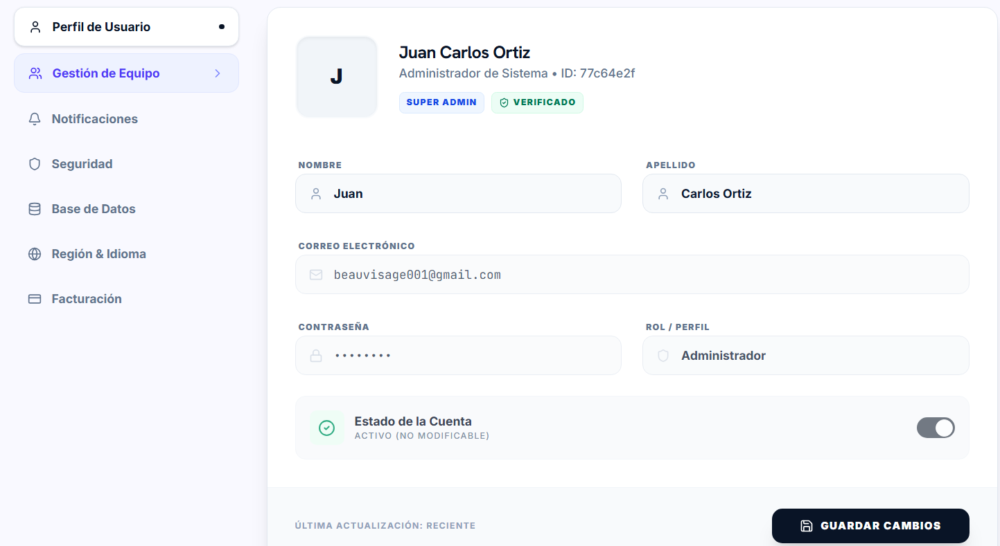 Perfil de Usuario
Gestión de Equipo
Notificaciones
Seguridad
Base de Datos
Región & Idioma
Facturación
J
Juan Carlos Ortiz
Administrador de Sistema • ID: 77c64e2f
SUPER ADMIN
VERIFICADO
NOMBRE
Juan
APELLIDO
Carlos Ortiz
CORREO ELECTRÓNICO
beauvisage001@gmail.com
CONTRASEÑA
••••••••
ROL / PERFIL
Administrador
Estado de la Cuenta
ACTIVO (NO MODIFICABLE)
ÚLTIMA ACTUALIZACIÓN: RECIENTE
GUARDAR CAMBIOS